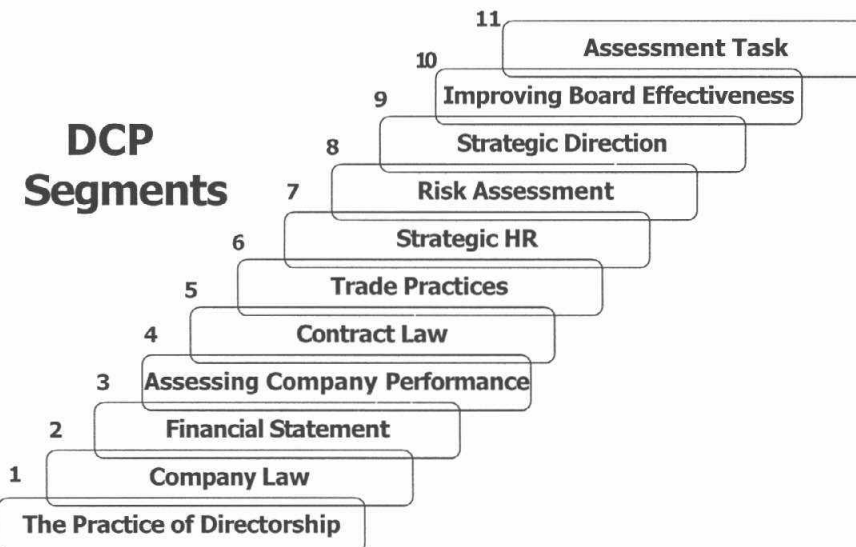 11
Assessment Task
10
Improving Board Effectiveness
9
Strategic Direction
8
Risk Assessment
7
Strategic HR
6
Trade Practices
5
Contract Law
4
Assessing Company Performance
3
Financial Statement
2
Company Law
1
The Practice of Directorship
DCP
Segments